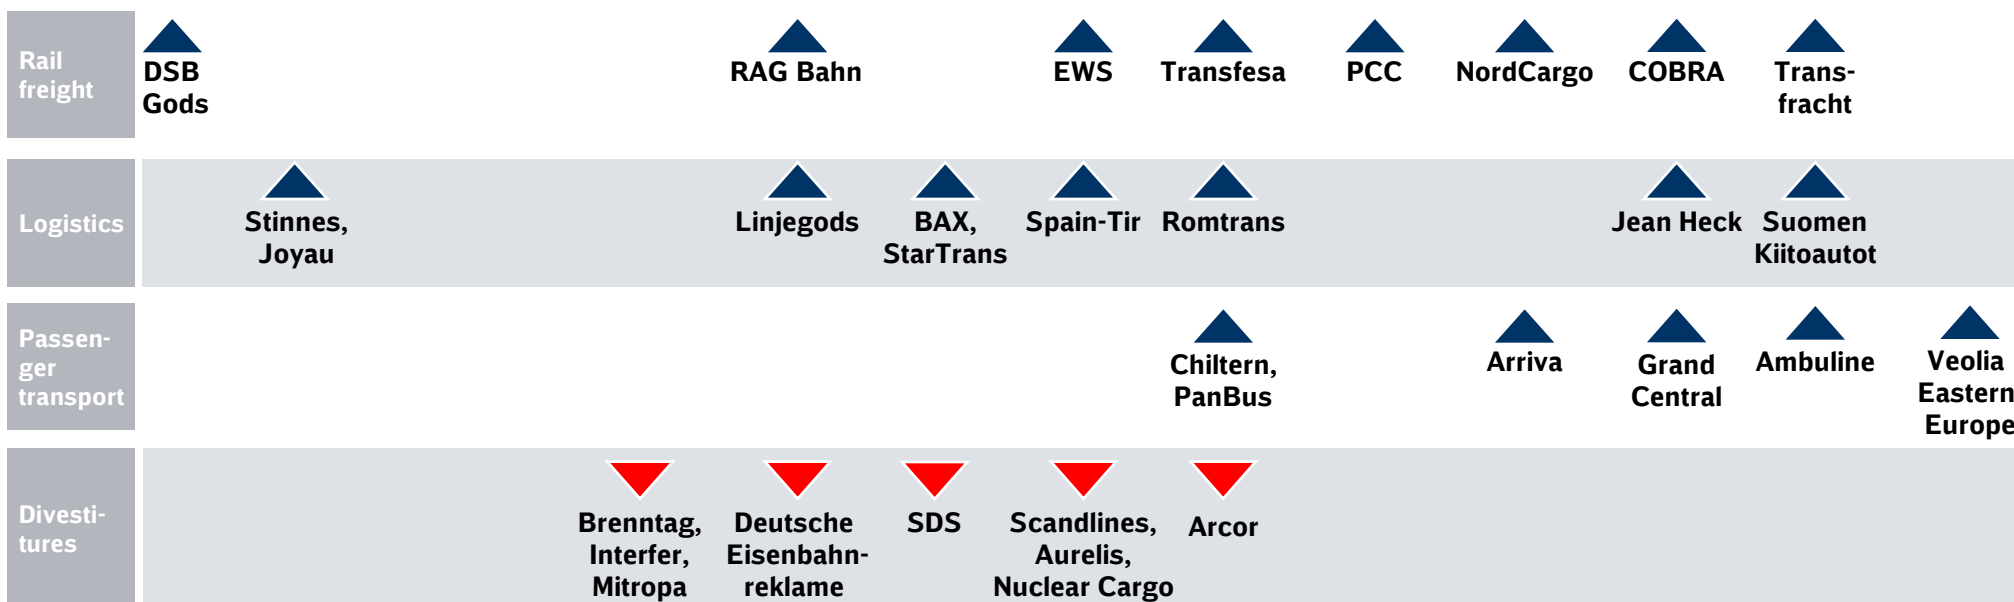 Rail
freight
DSB
Gods
RAG Bahn
EWS
Transfesa
PCC
NordCargo
COBRA
Trans-
fracht
Logistics
Stinnes,
Joyau
Linjegods
BAX,
StarTrans
Spain-Tir
Romtrans
Jean Heck
Suomen
Kiitoautot
Passen-
ger
transport
Chiltern,
PanBus
Arriva
Grand
Central
Ambuline
Veolia
Eastern
Europe
Divesti-
tures
Brenntag,
Interfer,
Mitropa
Deutsche
Eisenbahn-
reklame
SDS
Scandlines,
Aurelis,
Nuclear Cargo
Arcor